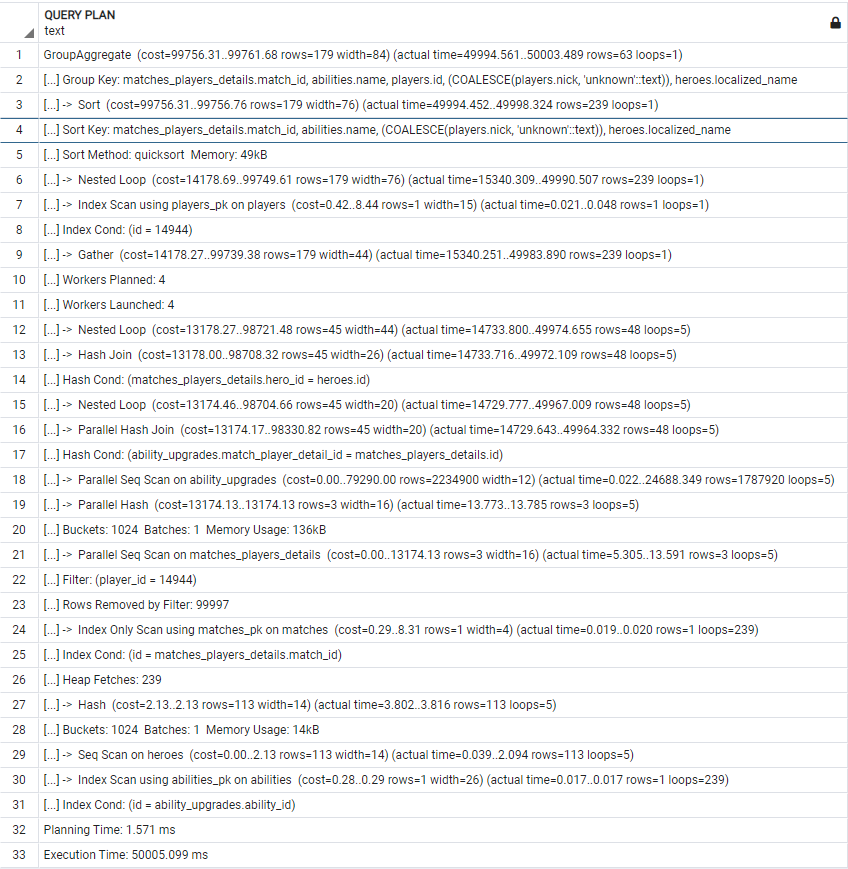 QUERY PLAN
text
1 GroupAggregate (cost=99756.31..99761.68 rows=179 width=84) (actual time=49994.561..50003.489 rows=63 loops=1)
2 [...] Group Key: matches_players_details.match_id, abilities.name, players.id, (COALESCE(players.nick, 'unknown'::text)), heroes.localized_name
3 [...] -> Sort (cost=99756.31..99756.76 rows=179 width=76) (actual time=49994.452..49998.324 rows=239 loops=1)
4 [...] Sort Key: matches_players_details.match_id, abilities.name, (COALESCE(players.nick, 'unknown'::text)), heroes.localized_name
5 [...] Sort Method: quicksort Memory: 49kB
6 [...] -> Nested Loop (cost=14178.69..99749.61 rows=179 width=76) (actual time=15340.309..49990.507 rows=239 loops=1)
7 [...] -> Index Scan using players_pk on players (cost=0.42..8.44 rows=1 width=15) (actual time=0.021..0.048 rows=1 loops=1)
8 [...] Index Cond: (id = 14944)
9 [...] -> Gather (cost=14178.27..99739.38 rows=179 width=44) (actual time=15340.251..49983.890 rows=239 loops=1)
10 [...] Workers Planned: 4
11 [...] Workers Launched: 4
12 [...] -> Nested Loop (cost=13178.27..98721.48 rows=45 width=44) (actual time=14733.800..49974.655 rows=48 loops=5)
13 [...] -> Hash Join (cost=13178.00..98708.32 rows=45 width=26) (actual time=14733.716..49972.109 rows=48 loops=5)
14 [...] Hash Cond: (matches_players_details.hero_id = heroes.id)
15 [...] -> Nested Loop (cost=13174.46..98704.66 rows=45 width=20) (actual time=14729.777..49967.009 rows=48 loops=5)
16 [...] -> Parallel Hash Join (cost=13174.17..98330.82 rows=45 width=20) (actual time=14729.643..49964.332 rows=48 loops=5)
17 [...] Hash Cond: (ability_upgrades.match_player_detail_id = matches_players_details.id)
18 [...] -> Parallel Seq Scan on ability_upgrades (cost=0.00..79290.00 rows=2234900 width=12) (actual time=0.022..24688.349 rows=1787920 loops=5)
19 [...] -> Parallel Hash (cost=13174.13..13174.13 rows=3 width=16) (actual time=13.773..13.785 rows=3 loops=5)
20 [...] Buckets: 1024 Batches: 1 Memory Usage: 136kB
21 [...] -> Parallel Seq Scan on matches_players_details (cost=0.00..13174.13 rows=3 width=16) (actual time=5.305..13.591 rows=3 loops=5)
22 [...] Filter: (player_id = 14944)
23 [...] Rows Removed by Filter: 99997
24 [...] -> Index Only Scan using matches_pk on matches (cost=0.29..8.31 rows=1 width=4) (actual time=0.019..0.020 rows=1 loops=239)
25 [...] Index Cond: (id = matches_players_details.match_id)
26 [...] Heap Fetches: 239
27 [...] -> Hash (cost=2.13..2.13 rows=113 width=14) (actual time=3.802..3.816 rows=113 loops=5)
28 [...] Buckets: 1024 Batches: 1 Memory Usage: 14kB
29 [...] -> Seq Scan on heroes (cost=0.00..2.13 rows=113 width=14) (actual time=0.039..2.094 rows=113 loops=5)
30 [...] -> Index Scan using abilities_pk on abilities (cost=0.28..0.29 rows=1 width=26) (actual time=0.017..0.017 rows=1 loops=239)
31 [...] Index Cond: (id = ability_upgrades.ability_id)
32 Planning Time: 1.571 ms
33 Execution Time: 50005.099 ms